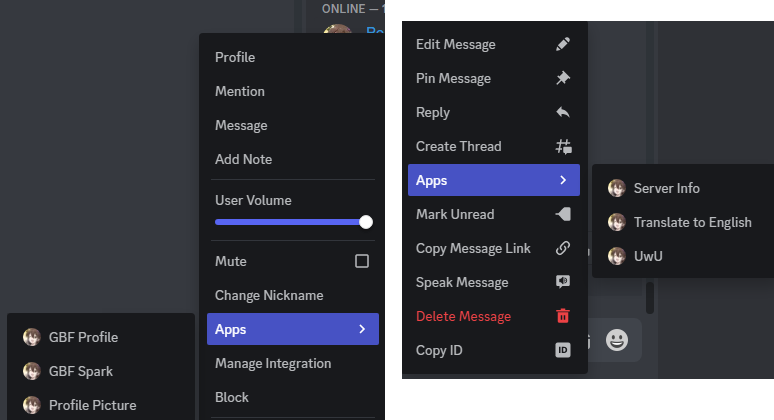 ONLINE — 1
Profile
Mention
Message
Add Note
User Volume
Mute
Change Nickname
Apps
GBF Profile
GBF Spark
Profile Picture
Manage Integration
Block
Edit Message
Pin Message
Reply
Create Thread
Apps
Server Info
Translate to English
UwU
Mark Unread
Copy Message Link
Speak Message
Delete Message
Copy ID
ID